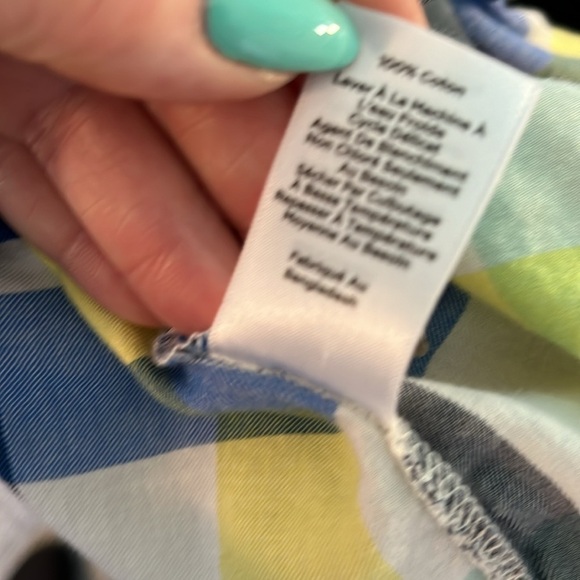 100% Coton
Laver À La Machine À
L'eau Froide
Cycle Délicat
Agent De Blanchiment
Non Chloré Seulement
Au Besoin
Sécher Par Culbutage
À Basse Température
Repasser À Température
Moyenne Au Besoin
Fabriqué Au
Bangladesh